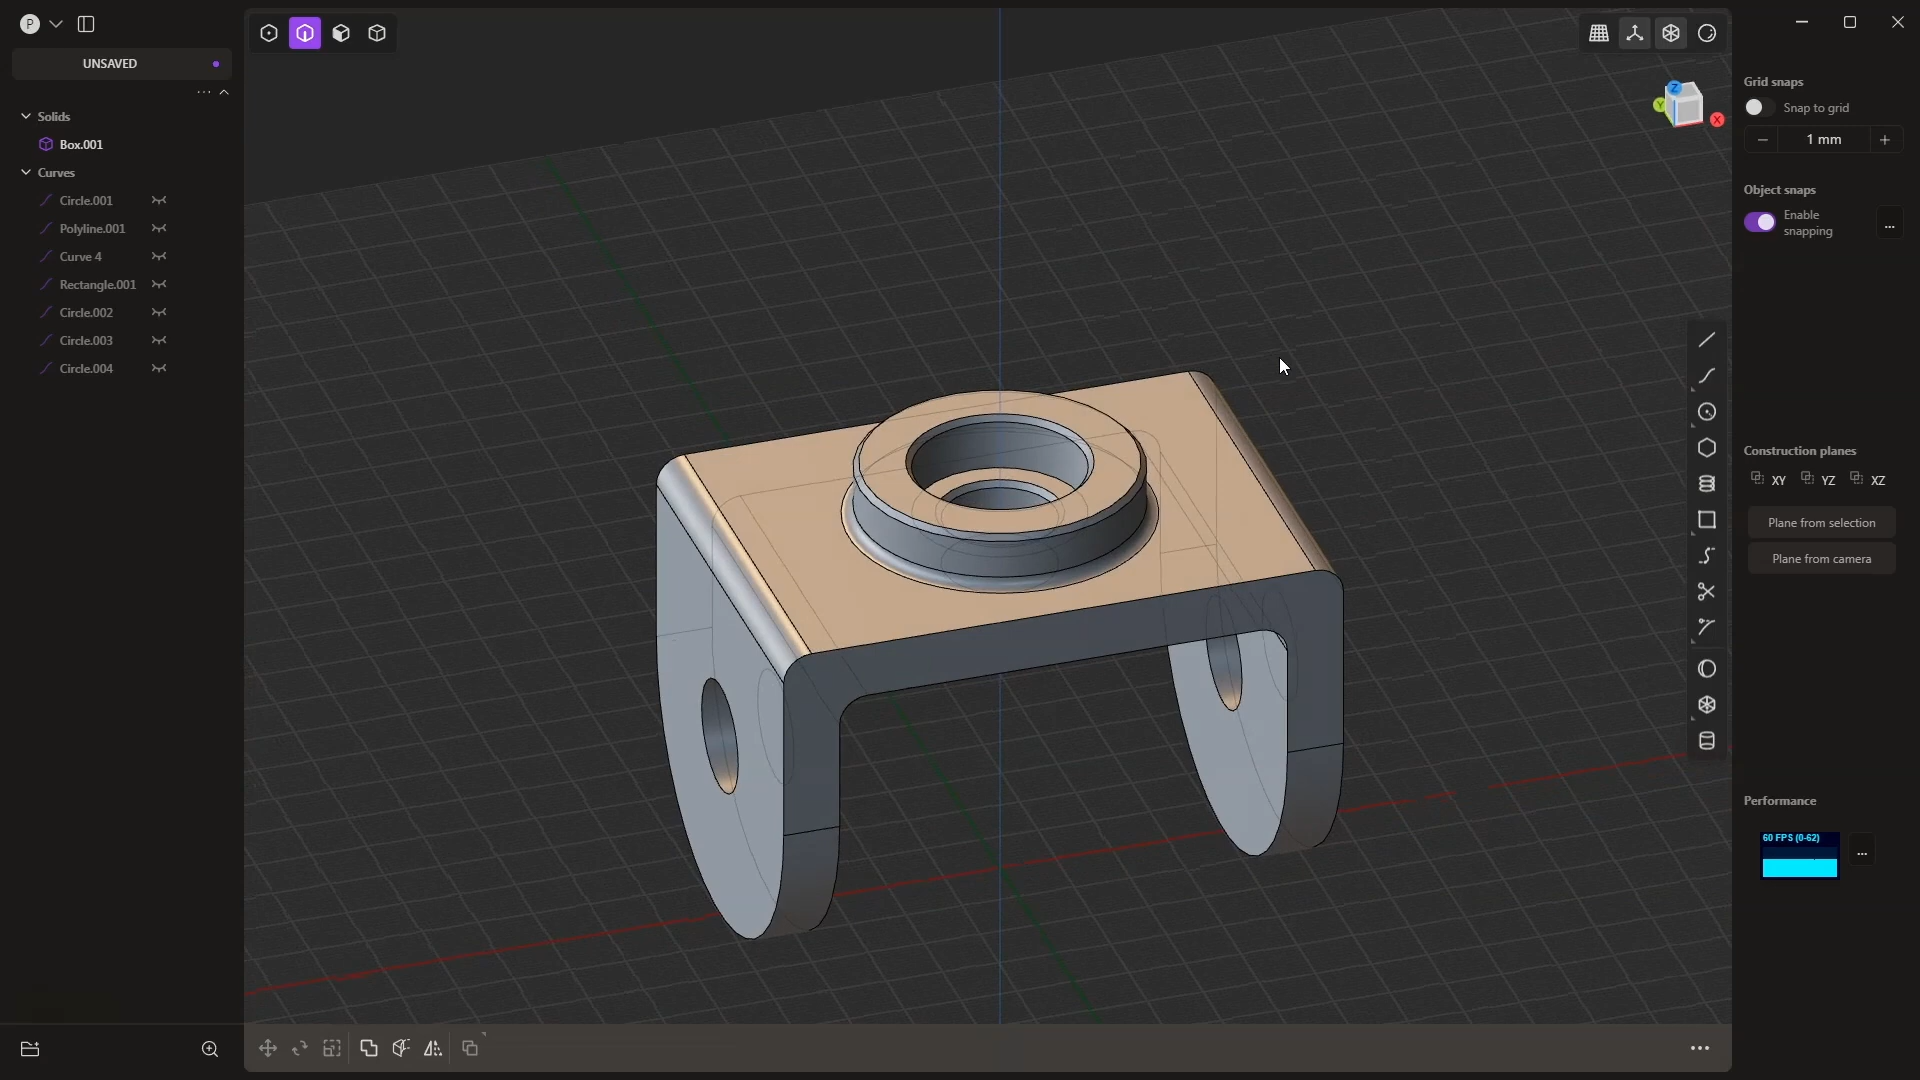 P
UNSAVED
Solids
Box.001
Curves
Circle.001
Polyline.001
Curve 4
Rectangle.001
Circle.002
Circle.003
Circle.004
Z
Y
X
Grid snaps
Snap to grid
1 mm
Object snaps
Enable
snapping
...
Construction planes
XY YZ XZ
Plane from selection
Plane from camera
Performance
60 FPS (0-62)
...